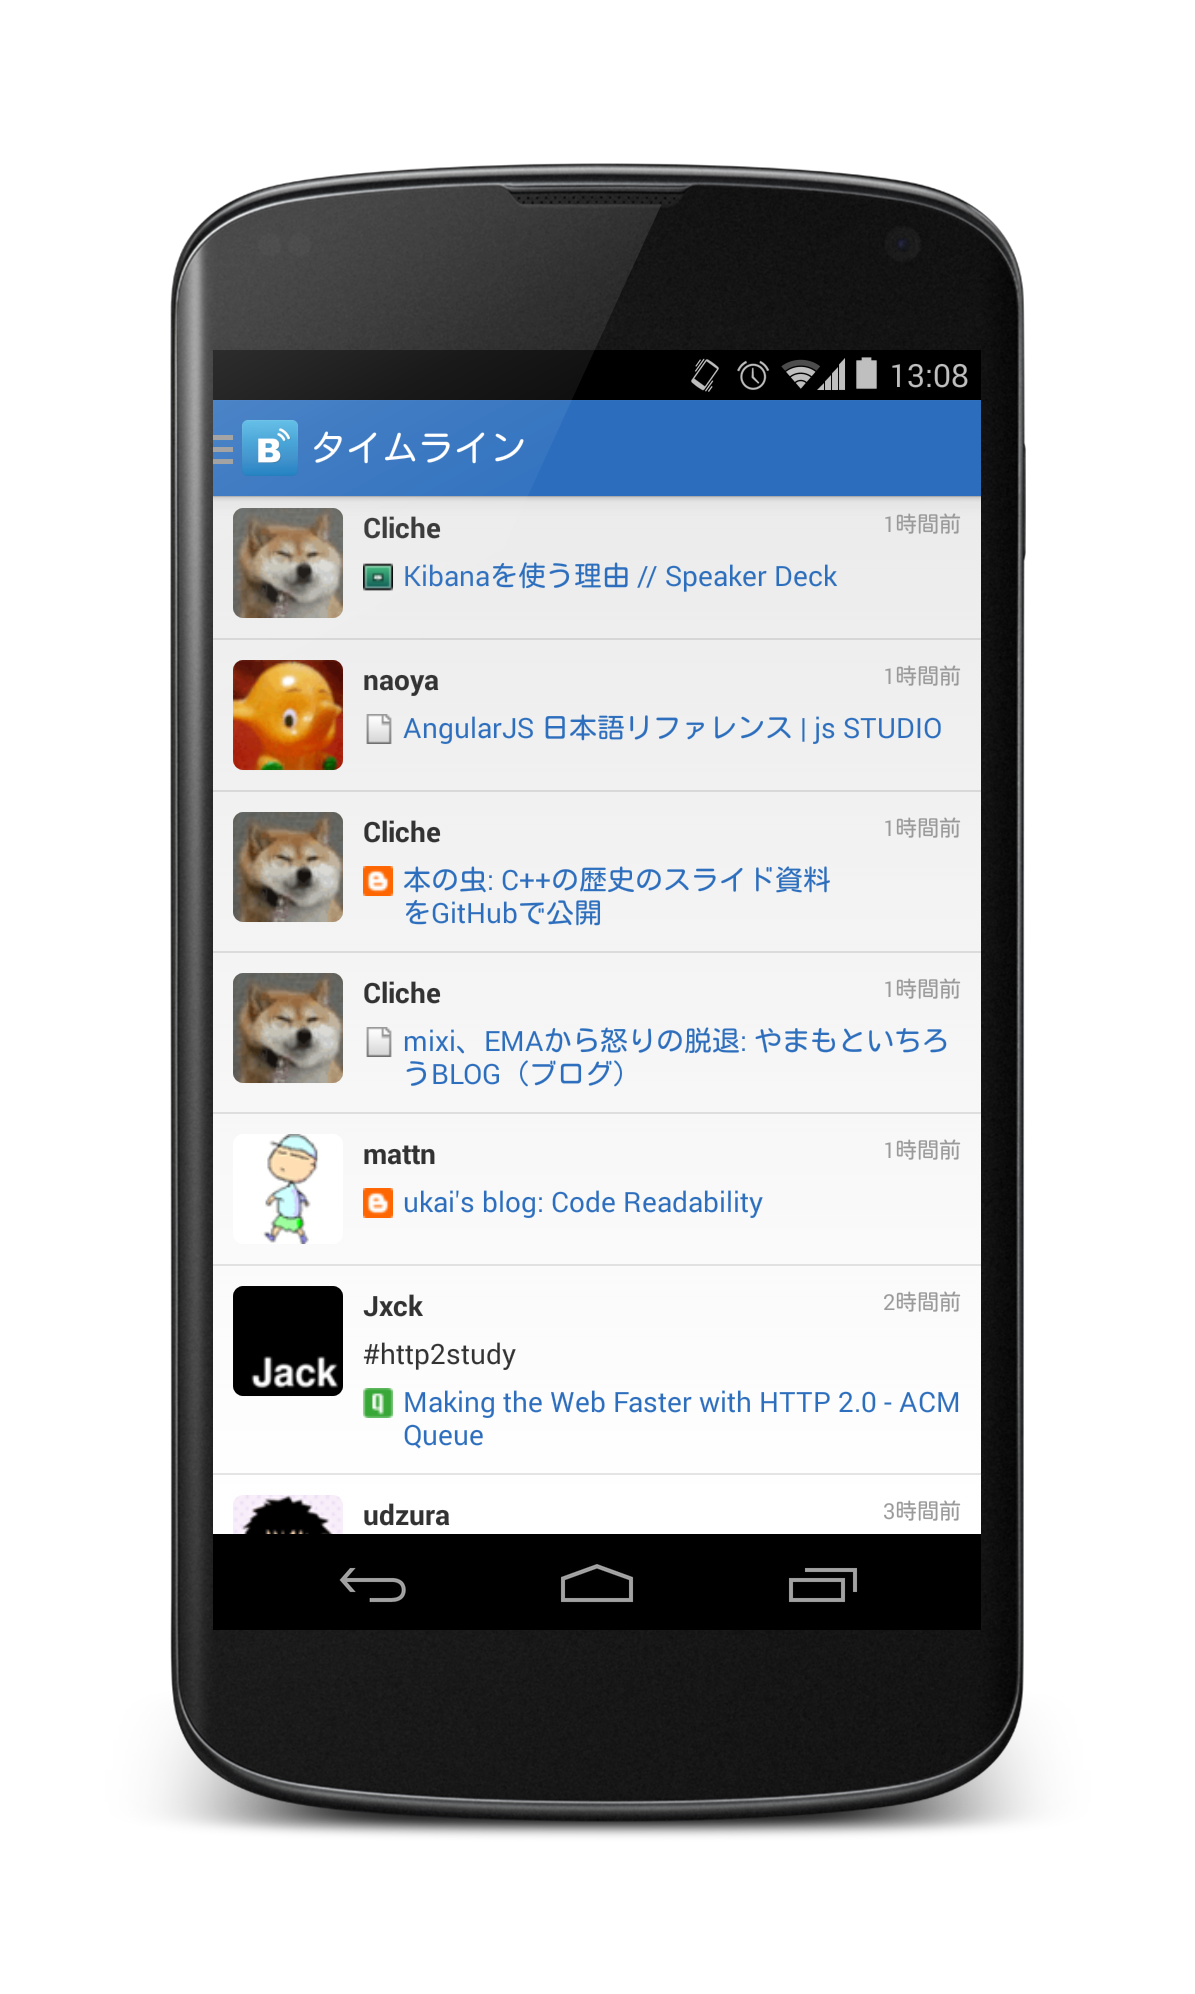 13:08
B タイムライン
Cliche 1時間前
Kibanaを使う理由 // Speaker Deck
naoya 1時間前
AngularJS 日本語リファレンス | js STUDIO
Cliche 1時間前
本の虫: C++の歴史のスライド資料
をGitHubで公開
Cliche 1時間前
mixi、EMAから怒りの脱退: やまもといちろ
うBLOG（ブログ）
mattn 1時間前
ukai's blog: Code Readability
Jxck 2時間前
Jack
#http2study
Making the Web Faster with HTTP 2.0 - ACM
Queue
udzura 3時間前